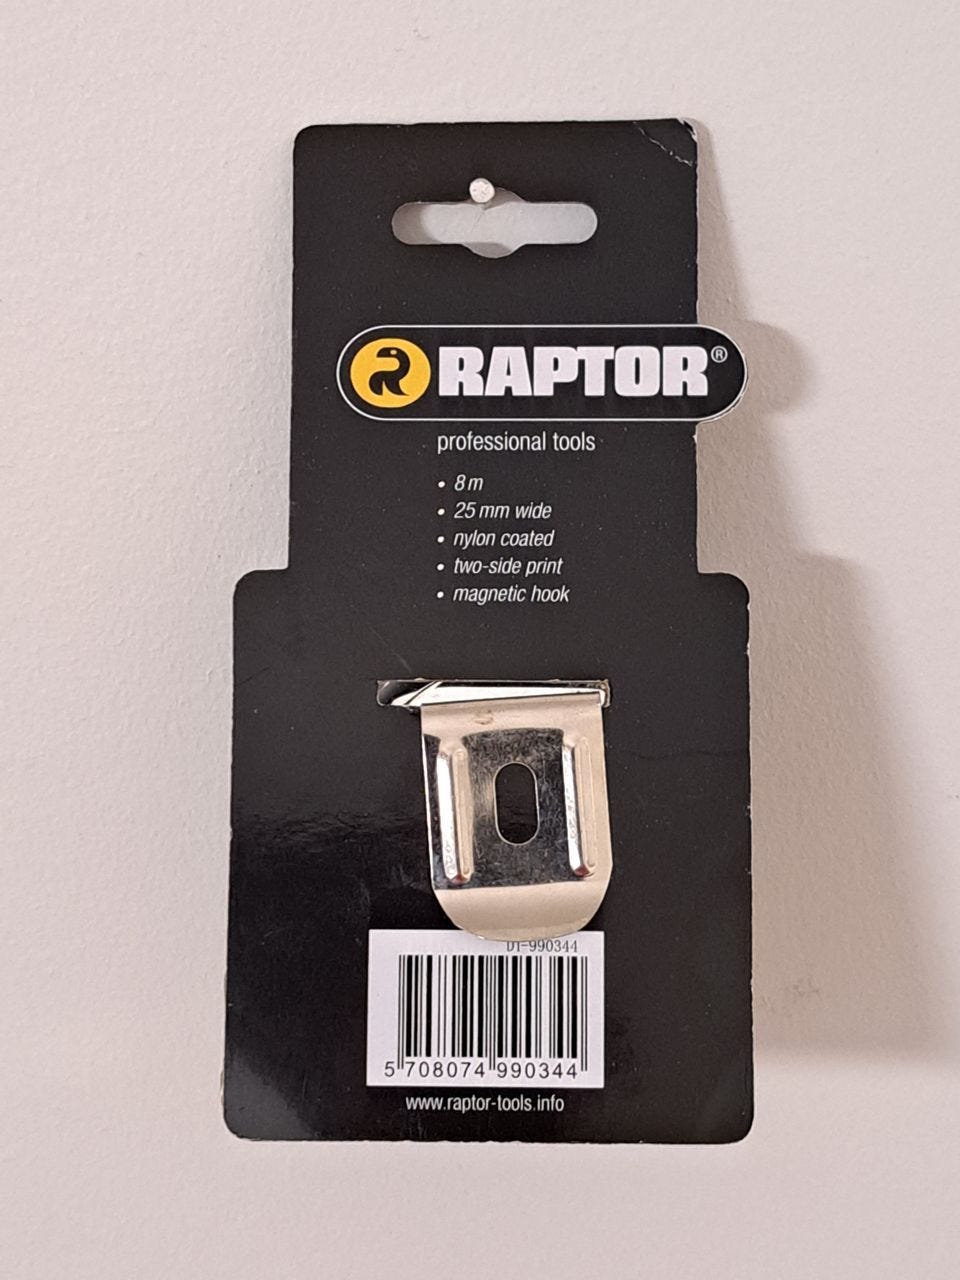 RAPTOR®
professional tools
• 8 m
• 25 mm wide
• nylon coated
• two-side print
• magnetic hook
DT-990344
5 708074 990344
www.raptor-tools.info